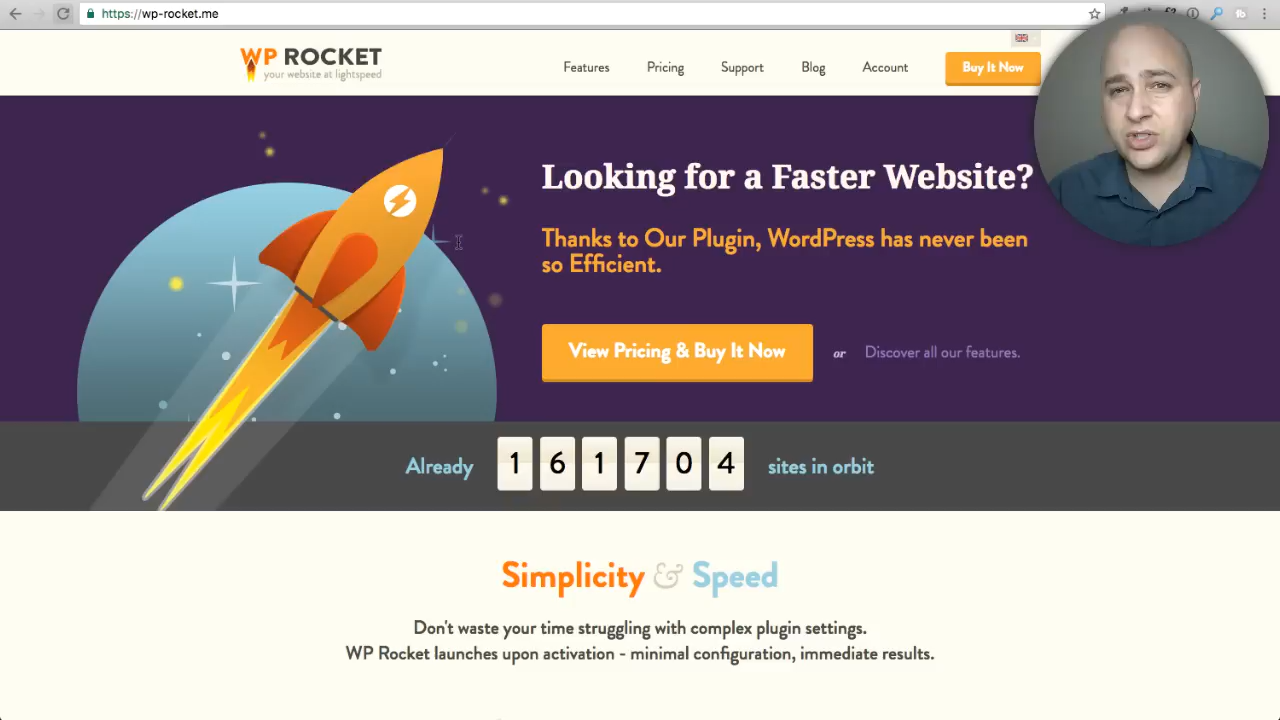 https://wp-rocket.me
WP ROCKET
your website at lightspeed
Features
Pricing
Support
Blog
Account
Buy It Now
Looking for a Faster Website?
Thanks to Our Plugin, WordPress has never been
so Efficient.
View Pricing & Buy It Now
or
Discover all our features.
Already 1 6 1 7 0 4 sites in orbit
Simplicity & Speed
Don't waste your time struggling with complex plugin settings.
WP Rocket launches upon activation - minimal configuration, immediate results.